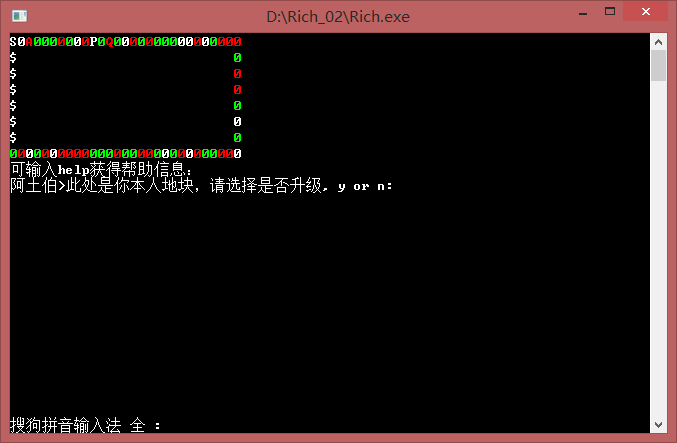 D:\Rich_02\Rich.exe
S0A0000000P0Q0000000000000000
$ 0
$ 0
$ 0
$ 0
$ 0
$ 0
00000000000000000000000000000
可输入help获得帮助信息:
阿土伯>此处是你本人地块，请选择是否升级, y or n:
搜狗拼音输入法 全 :